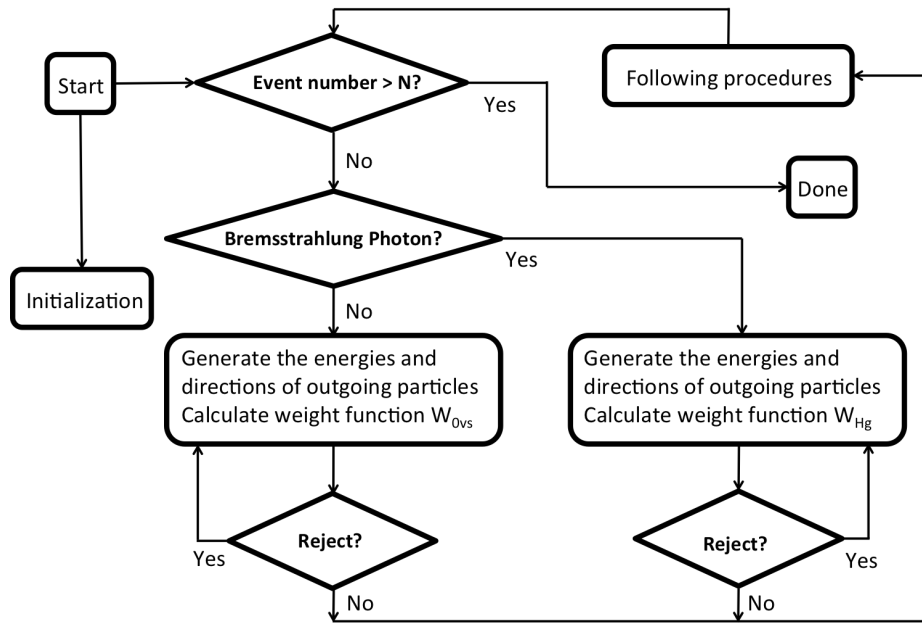 Start
Event number > N?
Following procedures
Yes
No
Done
Bremsstrahlung Photon?
Yes
Initialization
No
Generate the energies and
directions of outgoing particles
Calculate weight function W0vs
Generate the energies and
directions of outgoing particles
Calculate weight function WHg
Reject?
Yes
No
Reject?
Yes
No